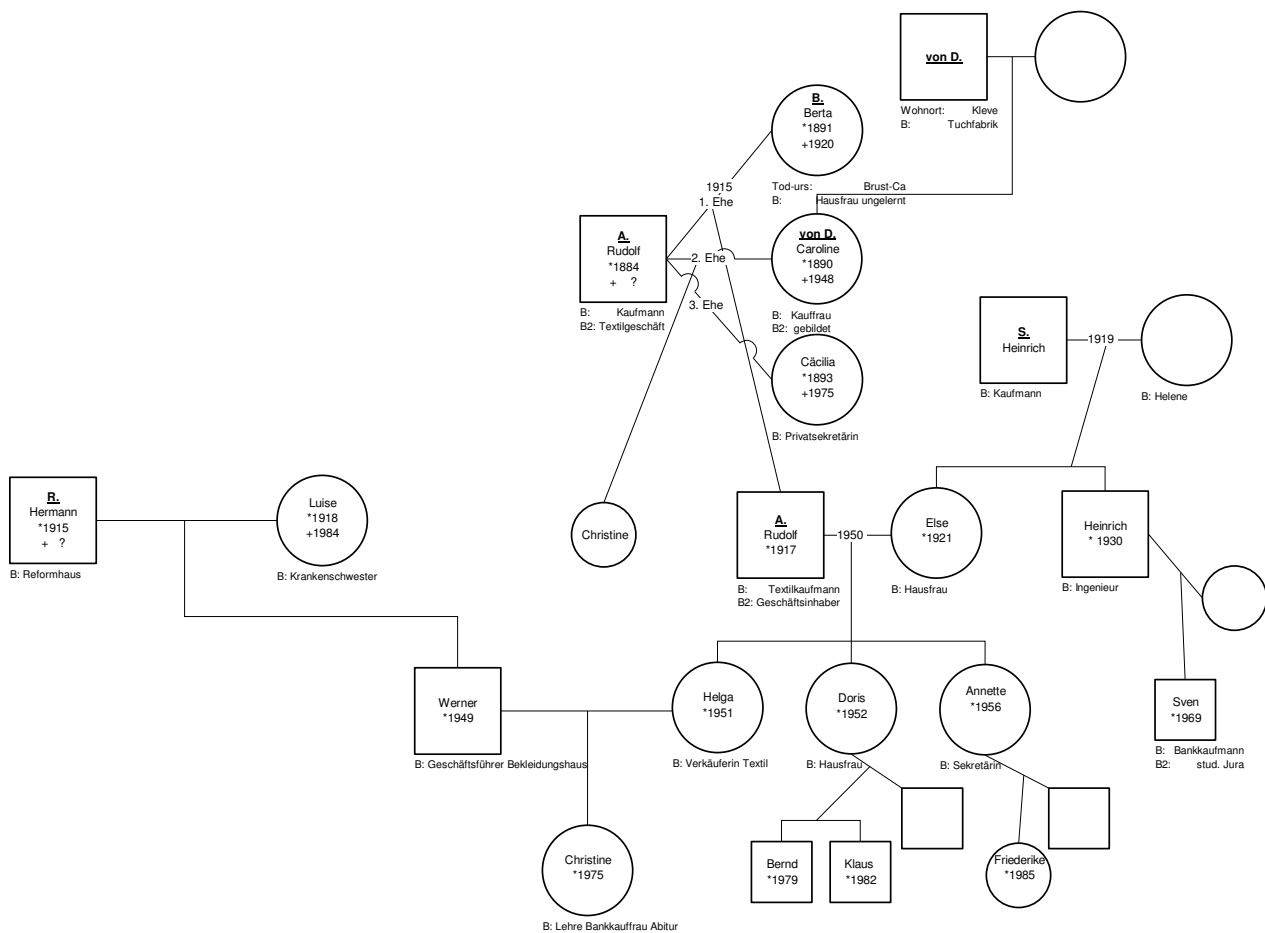 von D.
Wohnort: Kleve
B: Tuchfabrik
B.
Berta
*1891
+1920
Tod-urs: Brust-Ca
B: Hausfrau ungelernt
1915
1. Ehe
A.
Rudolf
*1884
+ ?
B: Kaufmann
B2: Textilgeschäft
2. Ehe
3. Ehe
von D.
Caroline
*1890
+1948
B: Kauffrau
B2: gebildet
Cäcilia
*1893
+1975
B: Privatsekretärin
S.
Heinrich
B: Kaufmann
1919
B: Helene
R.
Hermann
*1915
+ ?
B: Reformhaus
Luise
*1918
+1984
B: Krankenschwester
Christine
A.
Rudolf
*1917
B: Textilkaufmann
B2: Geschäftsinhaber
1950
Else
*1921
B: Hausfrau
Heinrich
* 1930
B: Ingenieur
Werner
*1949
B: Geschäftsführer Bekleidungshaus
Helga
*1951
B: Verkäuferin Textil
Doris
*1952
B: Hausfrau
Annette
*1956
B: Sekretärin
Sven
*1969
B: Bankkaufmann
B2: stud. Jura
Christine
*1975
B: Lehre Bankkauffrau Abitur
Bernd
*1979
Klaus
*1982
Friederike
*1985